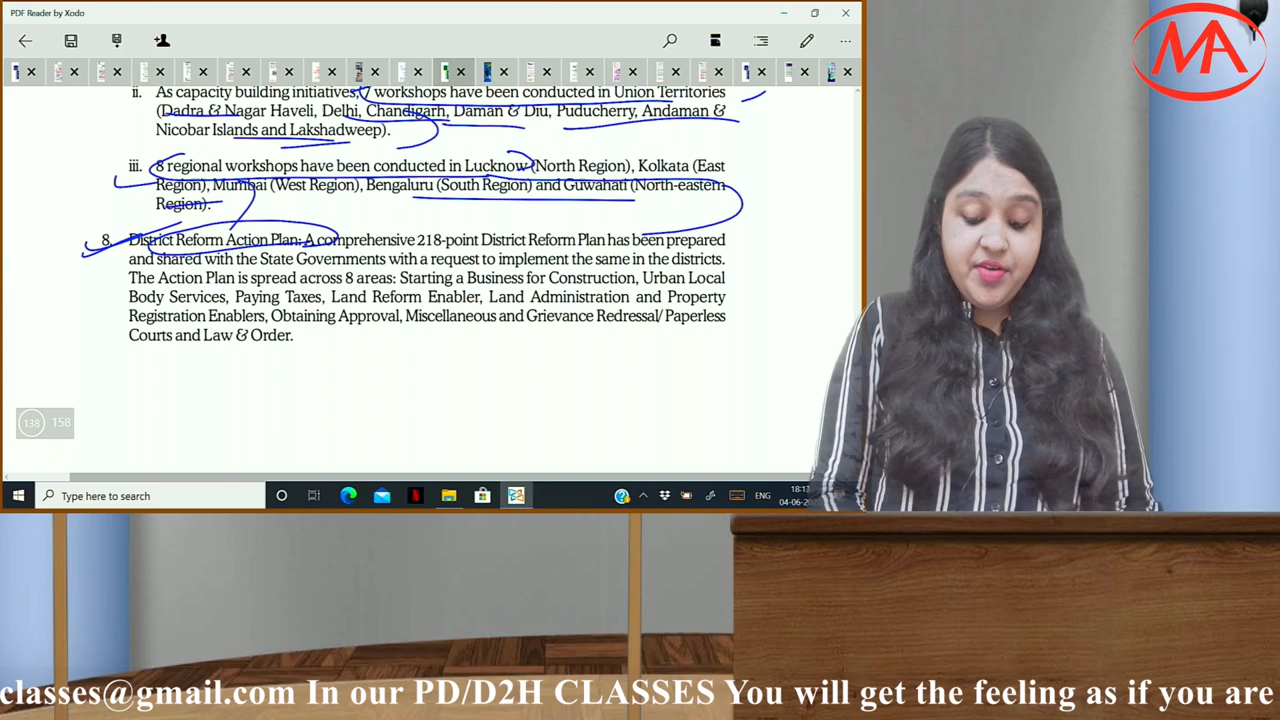 PDF Reader by Xodo
MA
ii. As capacity building initiatives, 7 workshops have been conducted in Union Territories
(Dadra & Nagar Haveli, Delhi, Chandigarh, Daman & Diu, Puducherry, Andaman &
Nicobar Islands and Lakshadweep).
iii. 8 regional workshops have been conducted in Lucknow (North Region), Kolkata (East
Region), Mumbai (West Region), Bengaluru (South Region) and Guwahati (North-eastern
Region).
8. District Reform Action Plan: A comprehensive 218-point District Reform Plan has been prepared
and shared with the State Governments with a request to implement the same in the districts.
The Action Plan is spread across 8 areas: Starting a Business for Construction, Urban Local
Body Services, Paying Taxes, Land Reform Enabler, Land Administration and Property
Registration Enablers, Obtaining Approval, Miscellaneous and Grievance Redressal/ Paperless
Courts and Law & Order.
138 158
Type here to search
ENG
18:17
04-06-20
classes@gmail.com In our PD/D2H CLASSES You will get the feeling as if you are